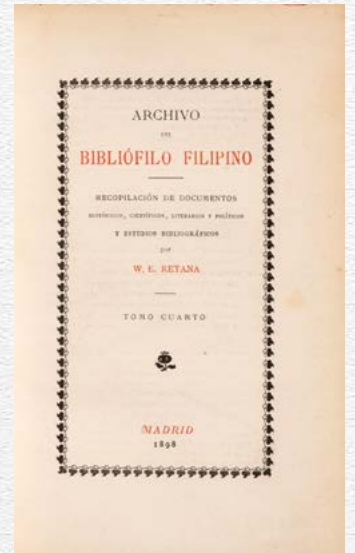 ARCHIVO
DEL
BIBLIÓFILO FILIPINO
RECOPILACIÓN DE DOCUMENTOS
HISTÓRICOS, CIENTÍFICOS, LITERARIOS Y POLÍTICOS
Y ESTUDIOS BIBLIOGRÁFICOS
por
W. E. RETANA
TOMO CUARTO
MADRID
1898